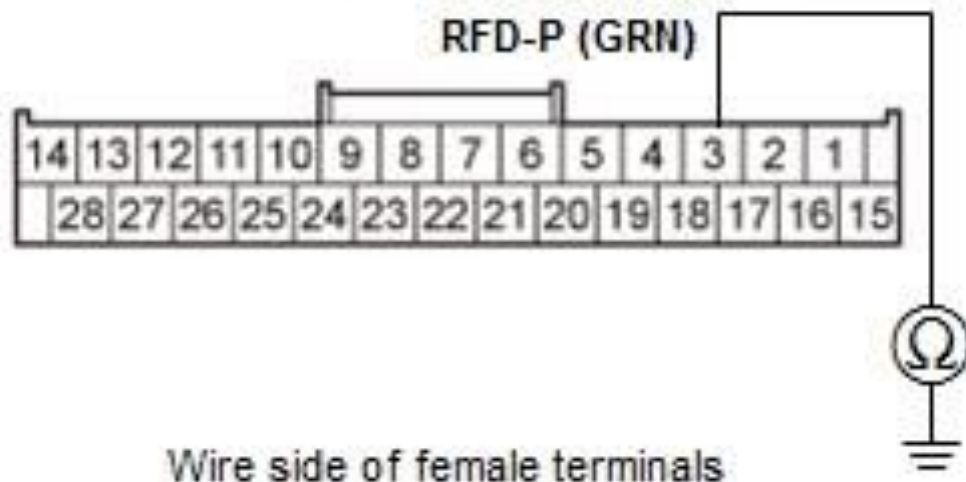 RFD-P (GRN)
14 13 12 11 10 9 8 7 6 5 4 3 2 1
28 27 26 25 24 23 22 21 20 19 18 17 16 15
Ω
Wire side of female terminals